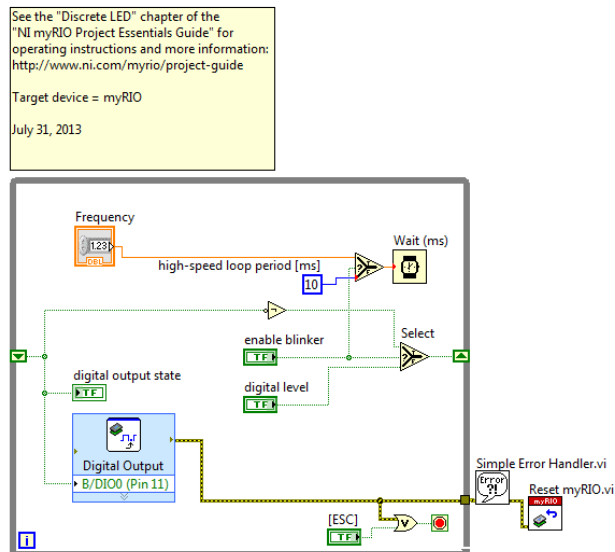 See the "Discrete LED" chapter of the
"NI myRIO Project Essentials Guide" for
operating instructions and more information:
http://www.ni.com/myrio/project-guide
Target device = myRIO
July 31, 2013
Frequency
1.23
DBL
Wait (ms)
high-speed loop period [ms]
10
T
?
F
enable blinker
TF
Select
T
?
F
digital output state
TF
digital level
TF
Digital Output
B/DIO0 (Pin 11)
Simple Error Handler.vi
Error
?!
Reset myRIO.vi
myRIO
[ESC]
TF
V
i